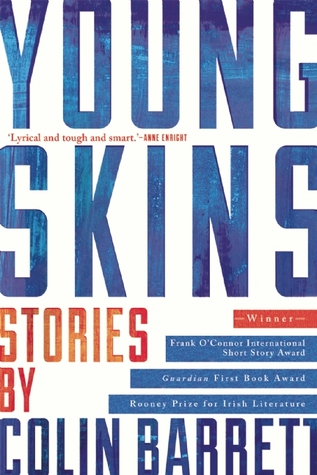 YOUNG
'Lyrical and tough and smart.'—ANNE ENRIGHT
SKINS
—Winner—
Frank O'Connor International
Short Story Award
Guardian First Book Award
Rooney Prize for Irish Literature
STORIES
BY
COLIN BARRETT